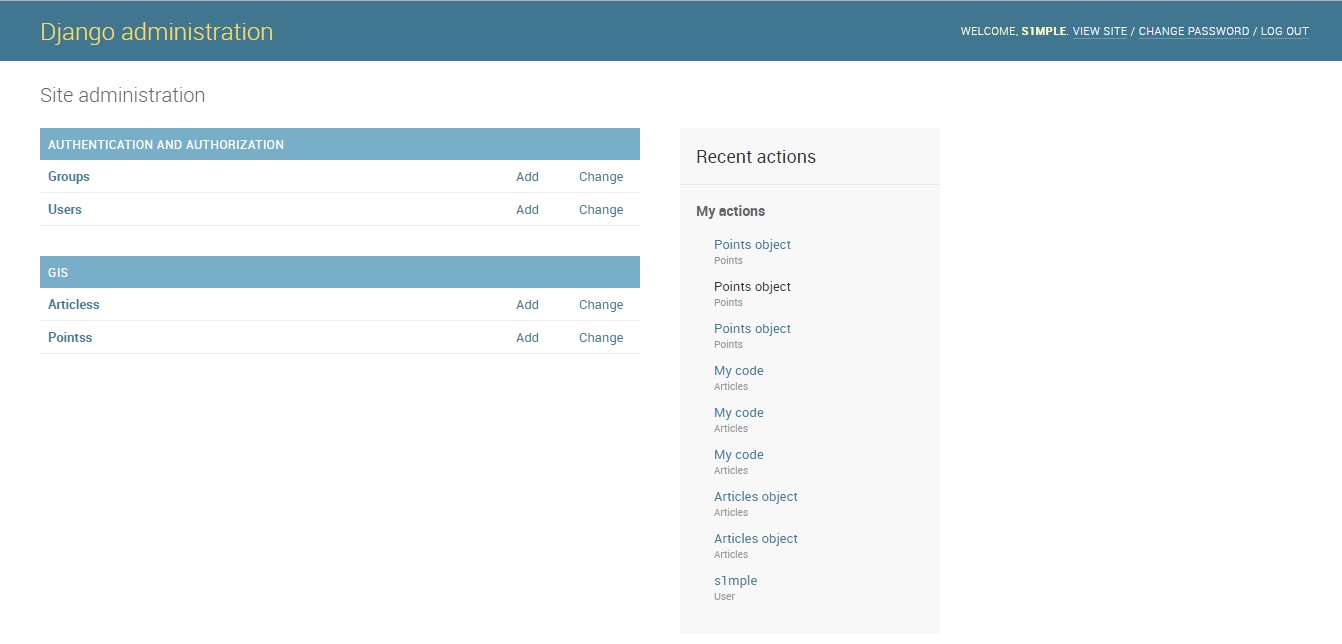 Django administration
WELCOME, S1MPLE. VIEW SITE / CHANGE PASSWORD / LOG OUT
Site administration
AUTHENTICATION AND AUTHORIZATION
Groups Add Change
Users Add Change
GIS
Articless Add Change
Pointss Add Change
Recent actions
My actions
Points object
Points
Points object
Points
Points object
Points
My code
Articles
My code
Articles
My code
Articles
Articles object
Articles
Articles object
Articles
s1mple
User